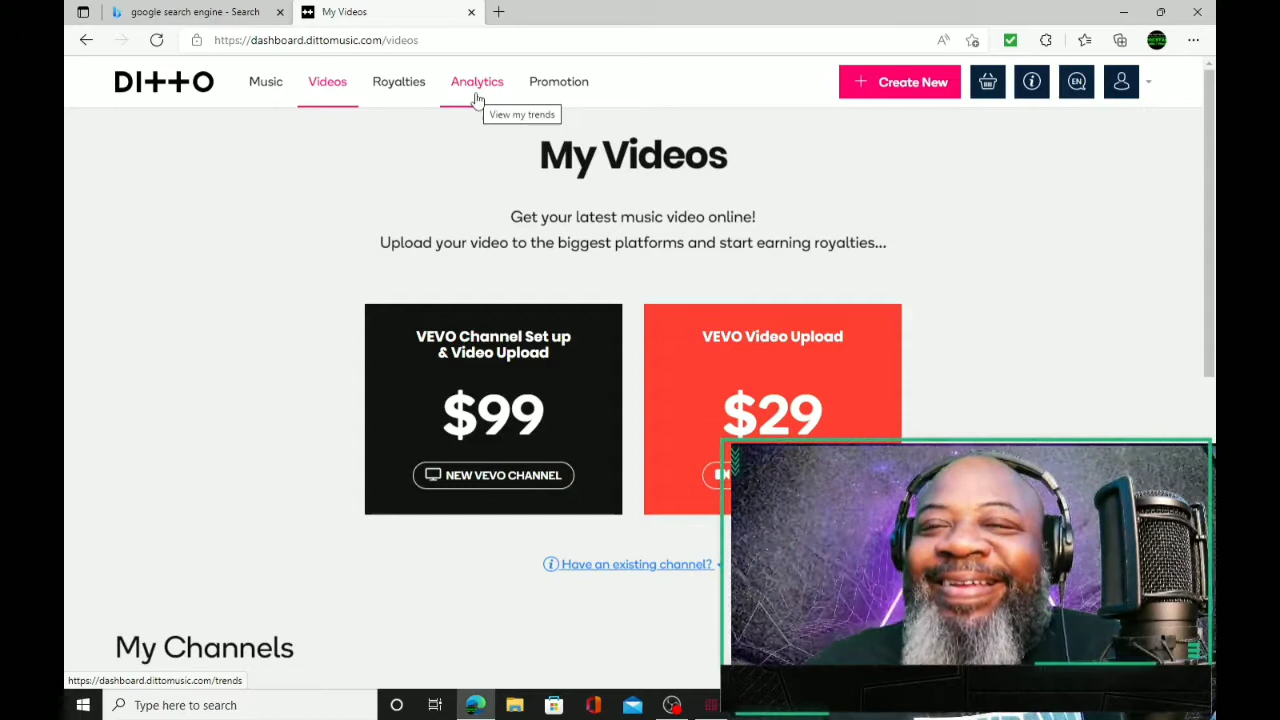 google search engine - Search
My Videos
https://dashboard.dittomusic.com/videos
DITTO
Music
Videos
Royalties
Analytics
Promotion
+ Create New
EN
View my trends
My Videos
Get your latest music video online!
Upload your video to the biggest platforms and start earning royalties...
VEVO Channel Set up
& Video Upload
$99
NEW VEVO CHANNEL
VEVO Video Upload
$29
Have an existing channel?
My Channels
https://dashboard.dittomusic.com/trends
Type here to search